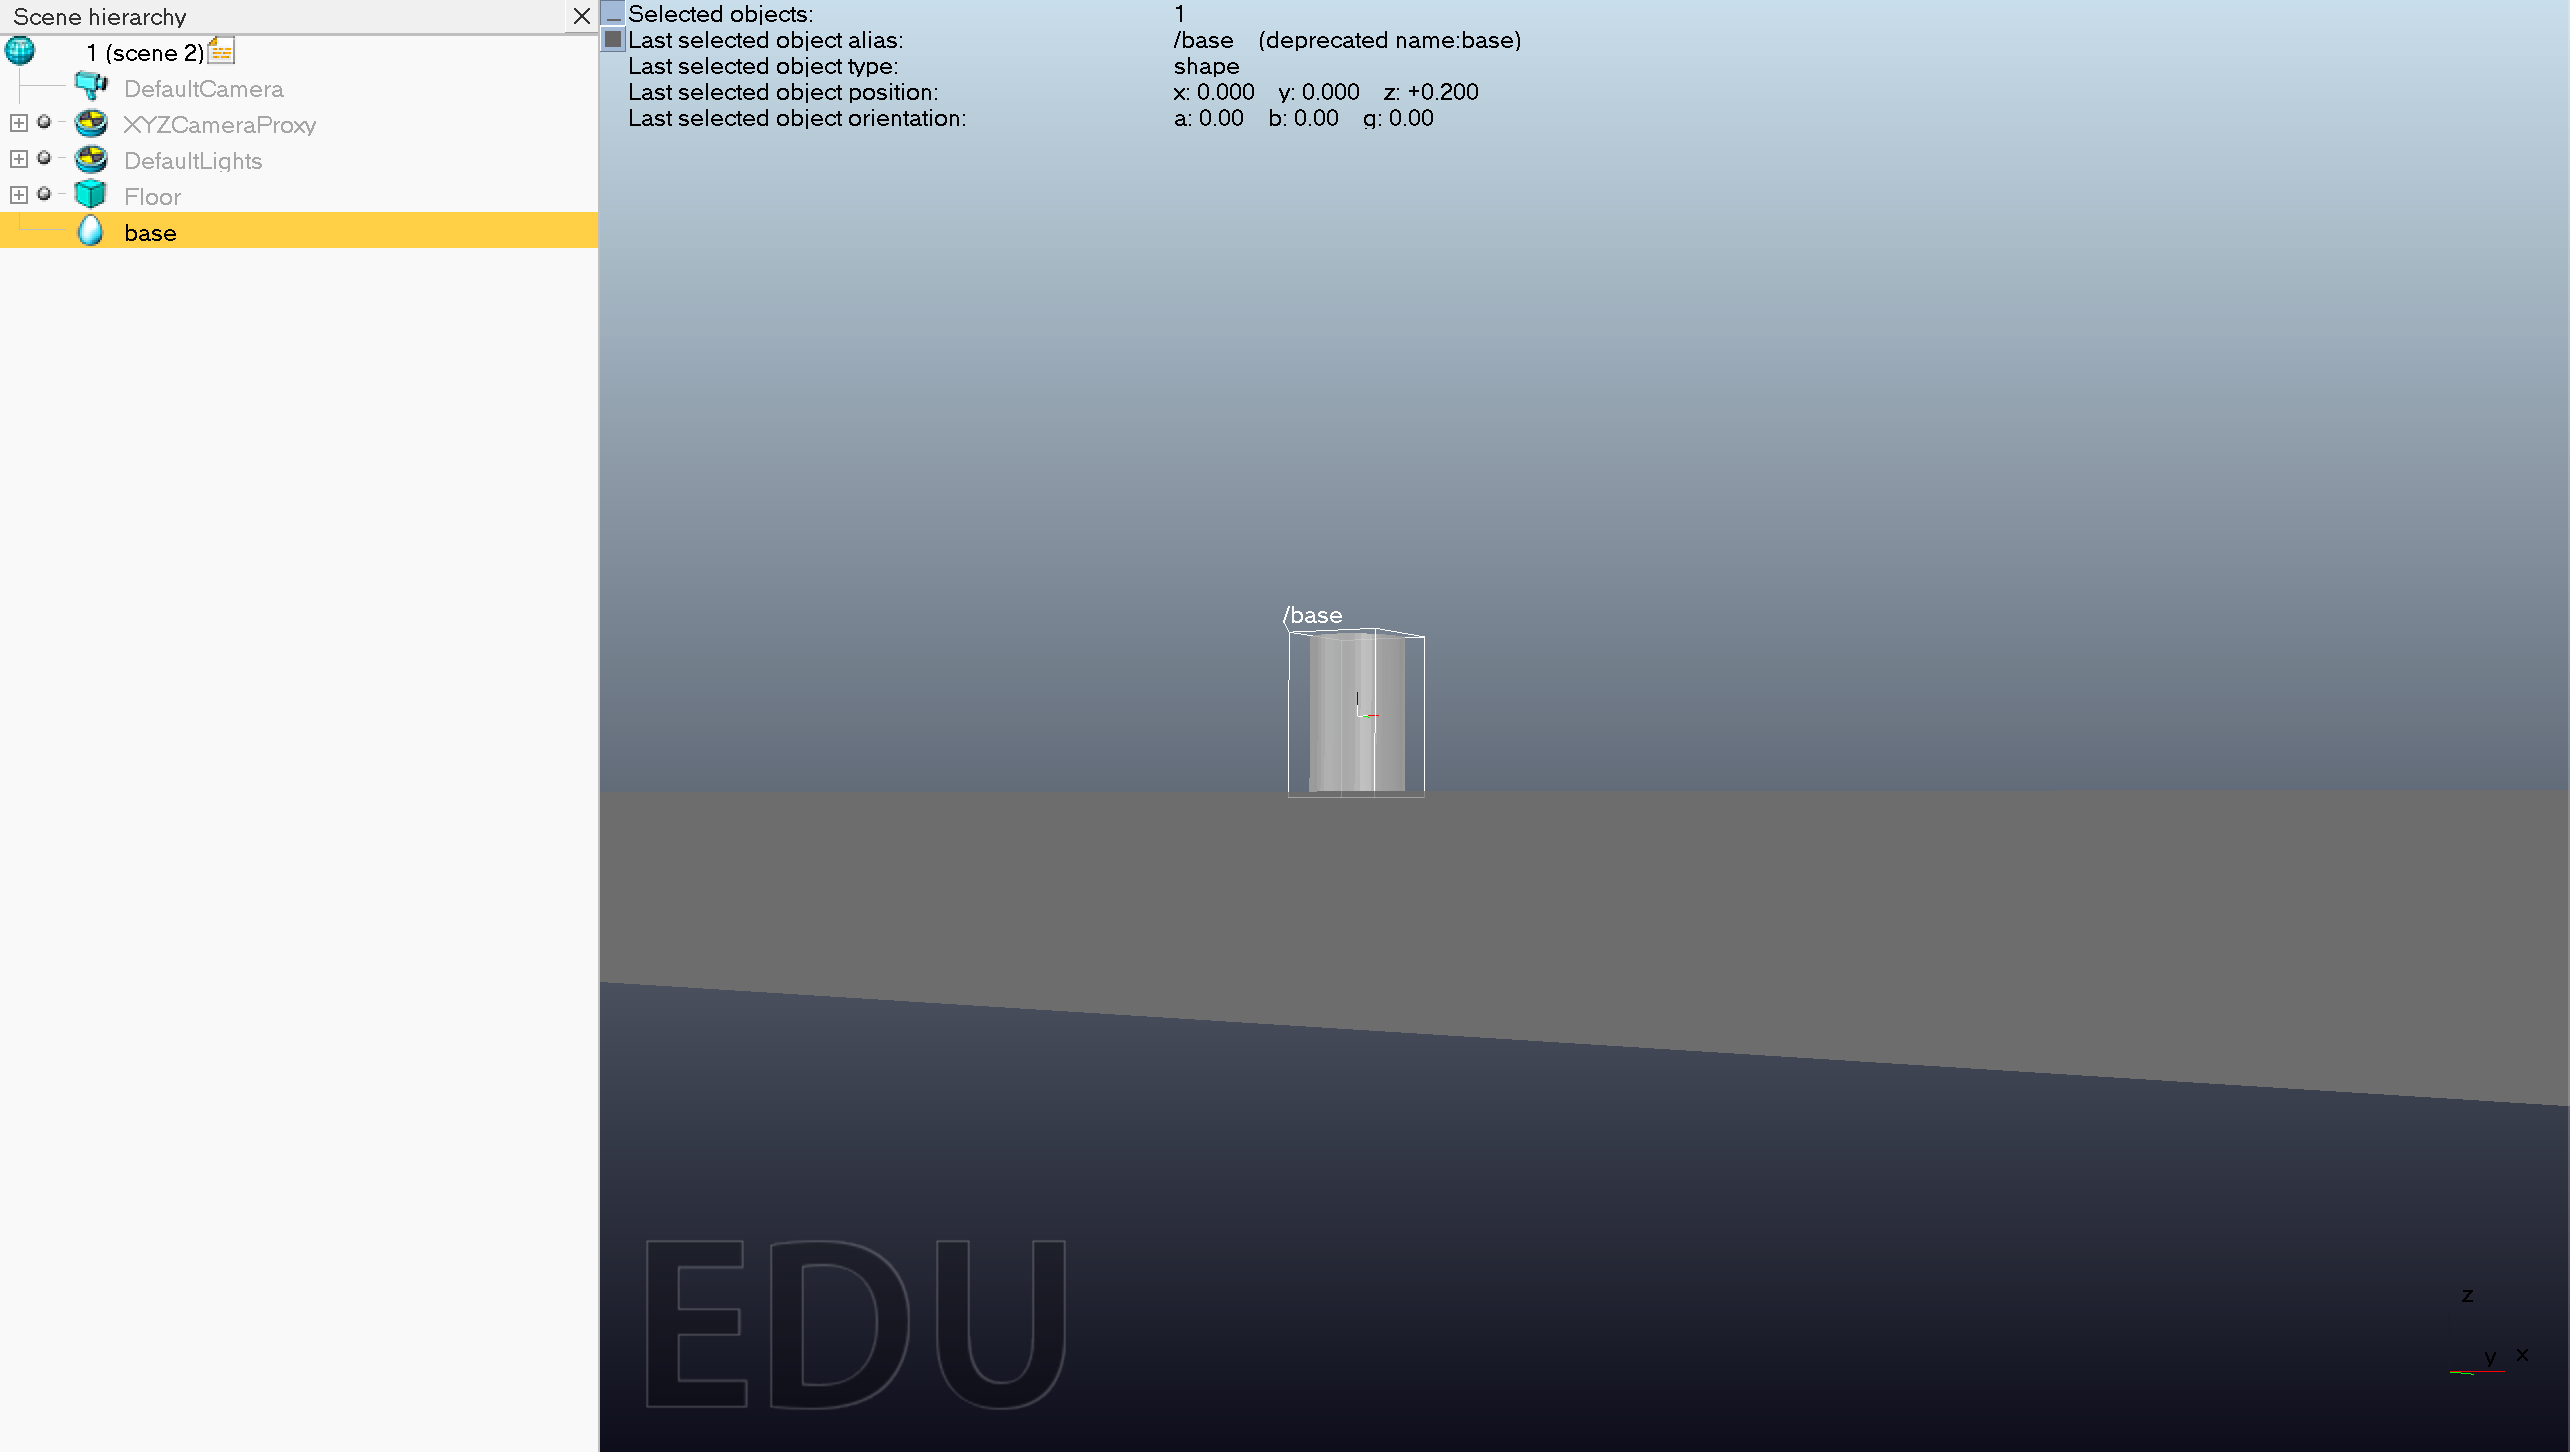 Scene hierarchy
1 (scene 2)
DefaultCamera
XYZCameraProxy
DefaultLights
Floor
base
Selected objects: 1
Last selected object alias: /base (deprecated name:base)
Last selected object type: shape
Last selected object position: x: 0.000 y: 0.000 z: +0.200
Last selected object orientation: a: 0.00 b: 0.00 g: 0.00
/base
EDU
z
y x